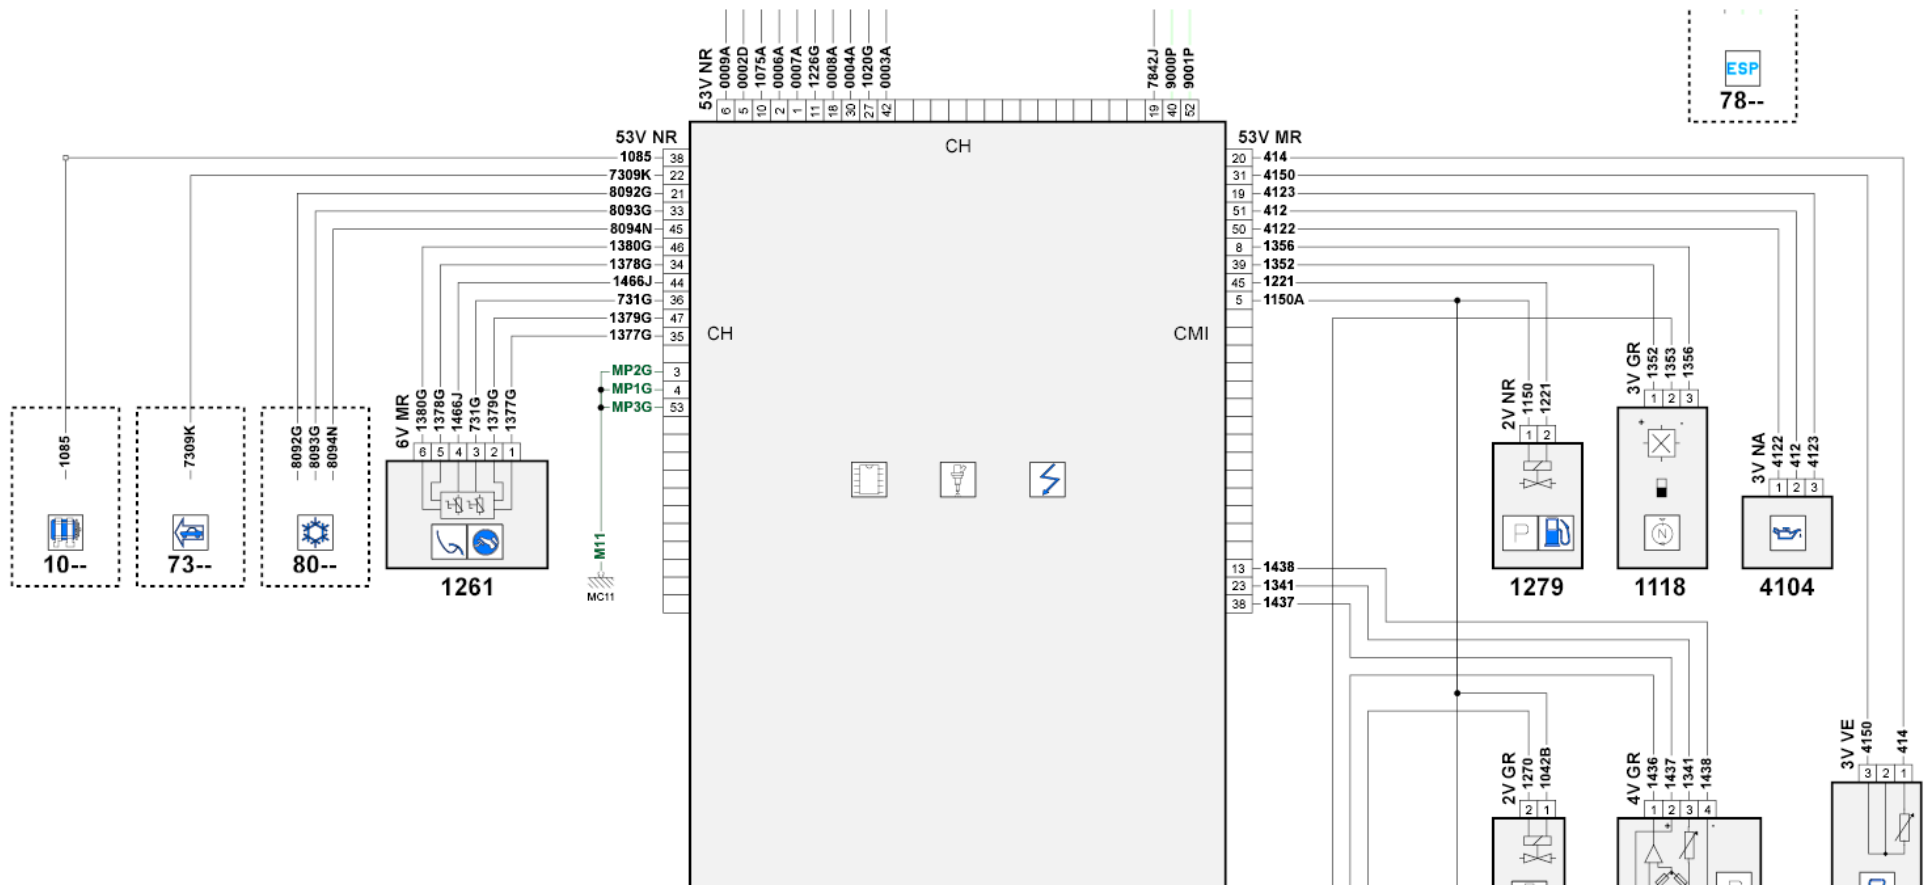 53V NR
0009A
0002D
1075A
0006A
0007A
1226G
0008A
0004A
1020G
0003A
7842J
9000P
9001P
6 5 10 2 1 11 18 30 27 42 19 40 52
ESP
78--
53V NR
53V MR
CH
1085 38
7309K 22
8092G 21
8093G 33
8094N 45
1380G 46
1378G 34
1466J 44
731G 36
1379G 47
1377G 35
MP2G 3
MP1G 4
MP3G 53
CH
CMI
20 414
31 4150
19 4123
51 412
50 4122
8 1356
39 1352
45 1221
5 1150A
13 1438
23 1341
38 1437
M11
MC11
1085
10--
7309K
73--
8092G
8093G
8094N
80--
6V MR
1380G
1378G
1466J
731G
1379G
1377G
6 5 4 3 2 1
1261
2V NR
1150
1221
1 2
P
1279
3V GR
1352
1353
1356
1 2 3
+ -
N
1118
3V NA
4122
412
4123
1 2 3
4104
2V GR
1270
1042B
2 1
4V GR
1436
1437
1341
1438
1 2 3 4
+ -
3V VE
4150
414
3 2 1